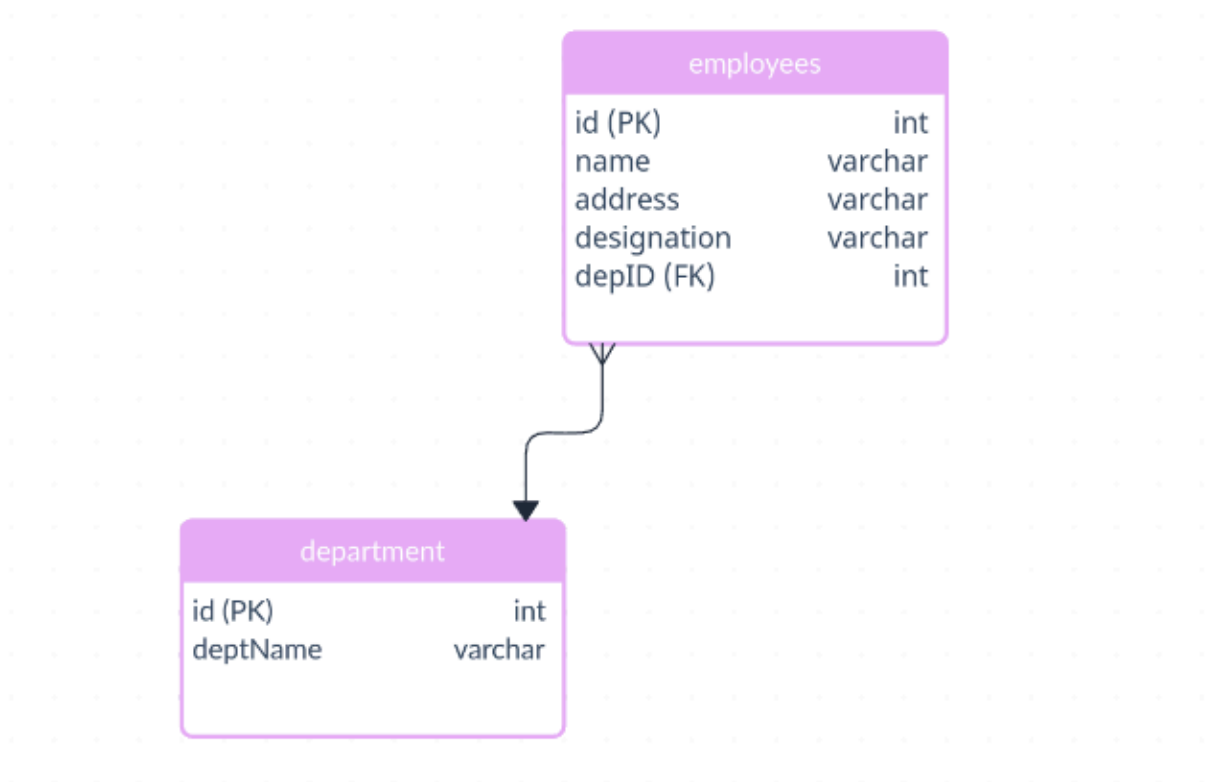 employees
id (PK) int
name varchar
address varchar
designation varchar
depID (FK) int
department
id (PK) int
deptName varchar